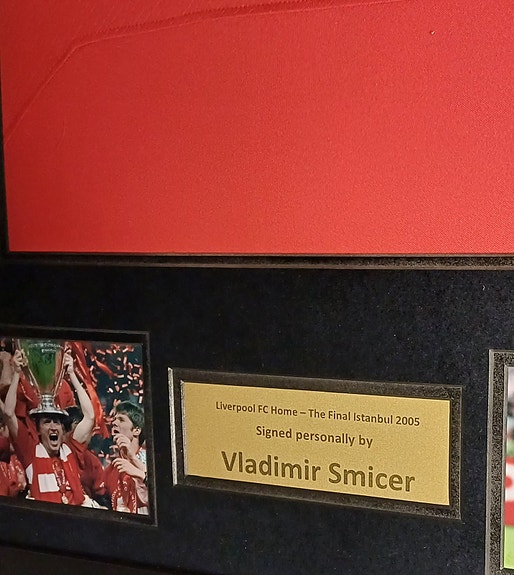 Liverpool FC Home – The Final Istanbul 2005
Signed personally by
Vladimir Smicer